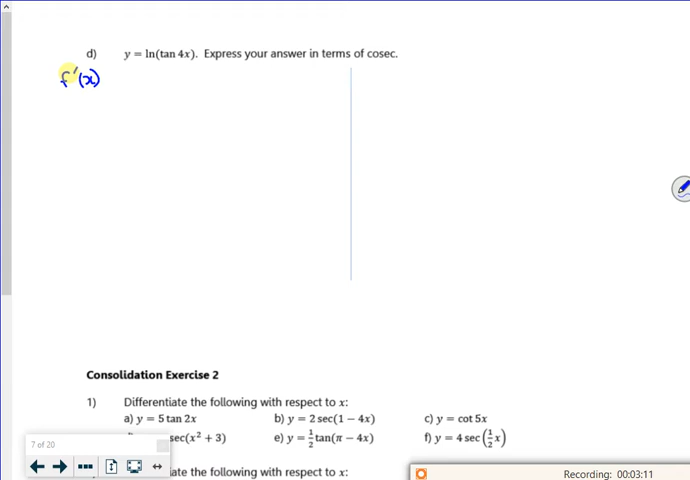 d) y = ln(tan 4x). Express your answer in terms of cosec.
f'(x)
Consolidation Exercise 2
1) Differentiate the following with respect to x:
a) y = 5 tan 2x b) y = 2 sec(1 − 4x) c) y = cot 5x
sec(x² + 3) e) y = ½ tan(π − 4x) f) y = 4 sec(½x)
7 of 20
ate the following with respect to x:
Recording: 00:03:11